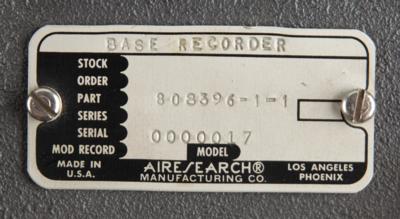 BASE RECORDER
STOCK
ORDER
PART 808396-1-1
SERIES
SERIAL 0000017
MOD RECORD MODEL
MADE IN U.S.A. AIRESEARCH® MANUFACTURING CO. LOS ANGELES PHOENIX